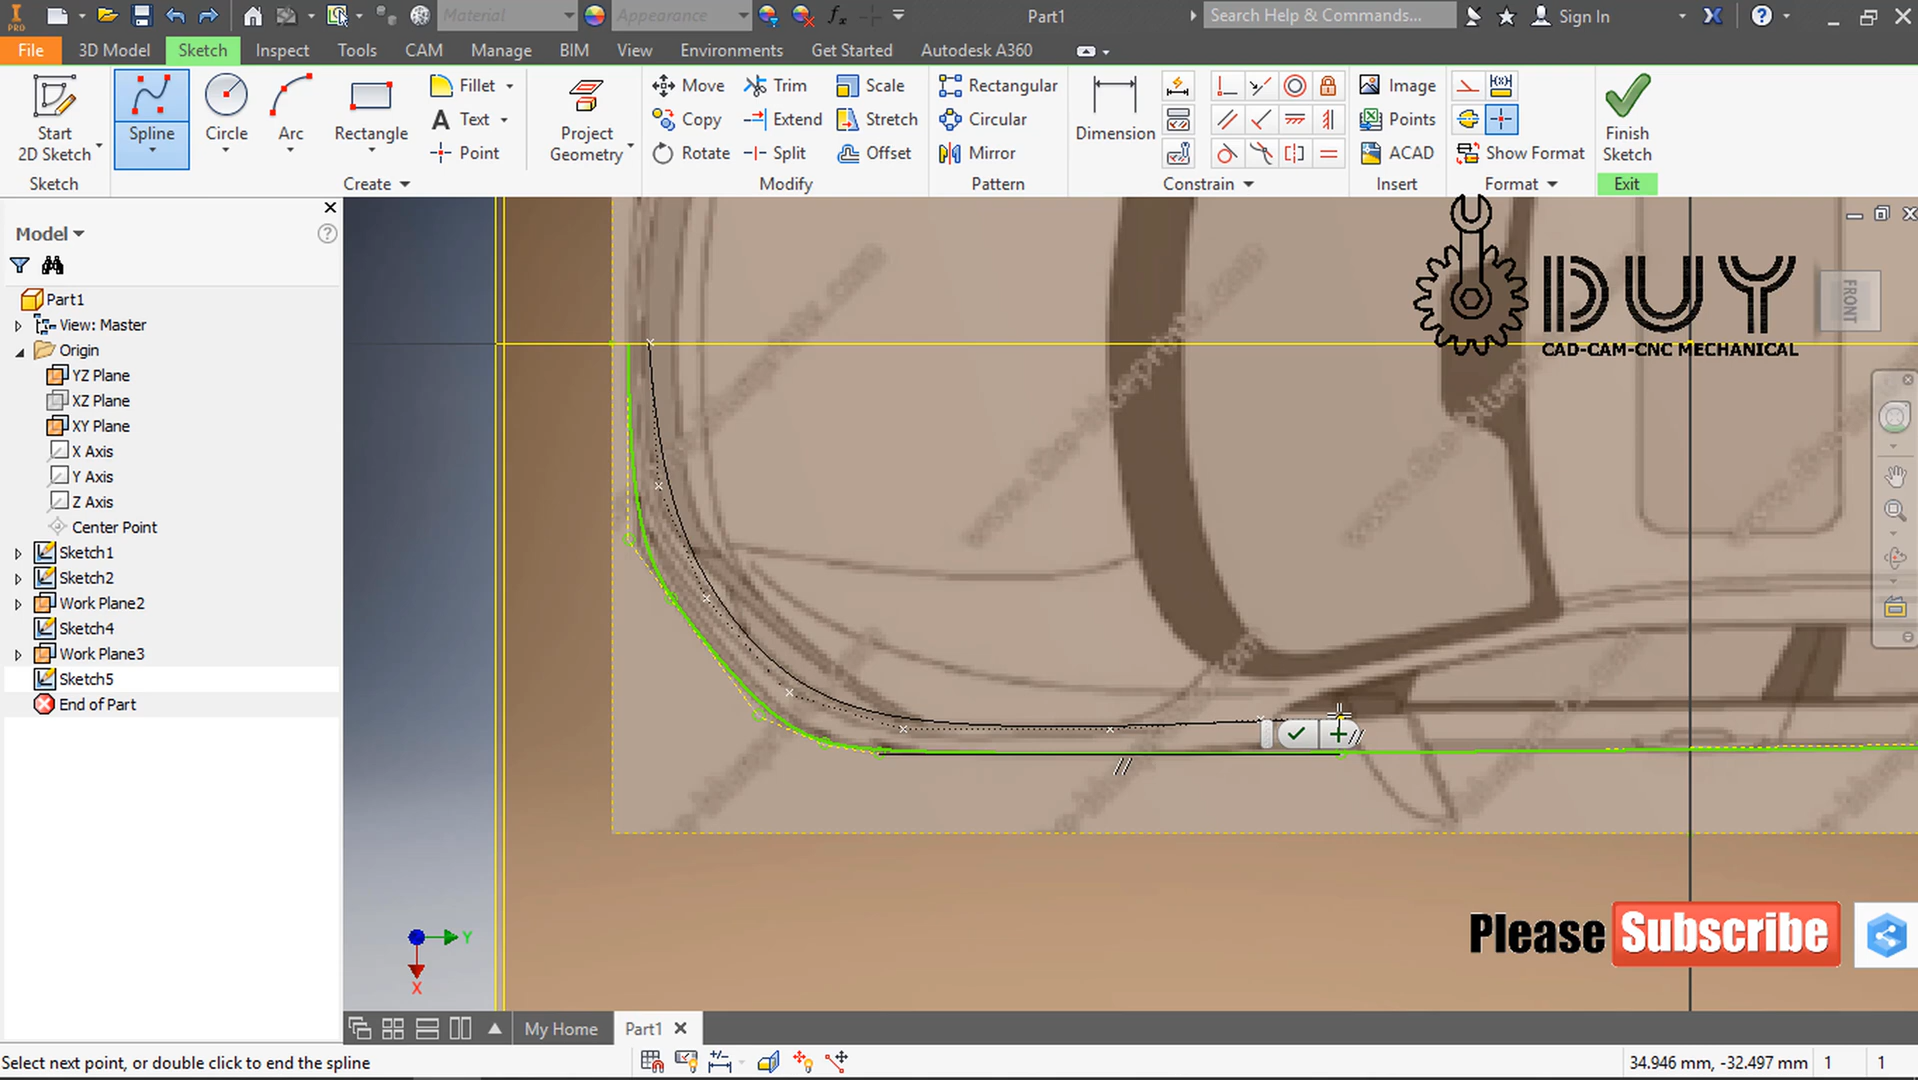 Material
Appearance
Part1
Search Help & Commands...
Sign In
PRO
File
3D Model
Sketch
Inspect
Tools
CAM
Manage
BIM
View
Environments
Get Started
Autodesk A360
Start
2D Sketch
Spline
Circle
Arc
Rectangle
Fillet
Text
Point
Project
Geometry
Move
Copy
Rotate
Trim
Extend
Split
Scale
Stretch
Offset
Rectangular
Circular
Mirror
Dimension
Image
Points
ACAD
Show Format
Finish
Sketch
Sketch
Create
Modify
Pattern
Constrain
Insert
Format
Exit
Model
Part1
View: Master
Origin
YZ Plane
XZ Plane
XY Plane
X Axis
Y Axis
Z Axis
Center Point
Sketch1
Sketch2
Work Plane2
Sketch4
Work Plane3
Sketch5
End of Part
DUY
CAD-CAM-CNC MECHANICAL
FRONT
Y
X
Please Subscribe
My Home
Part1
Select next point, or double click to end the spline
34.946 mm, -32.497 mm
1
1